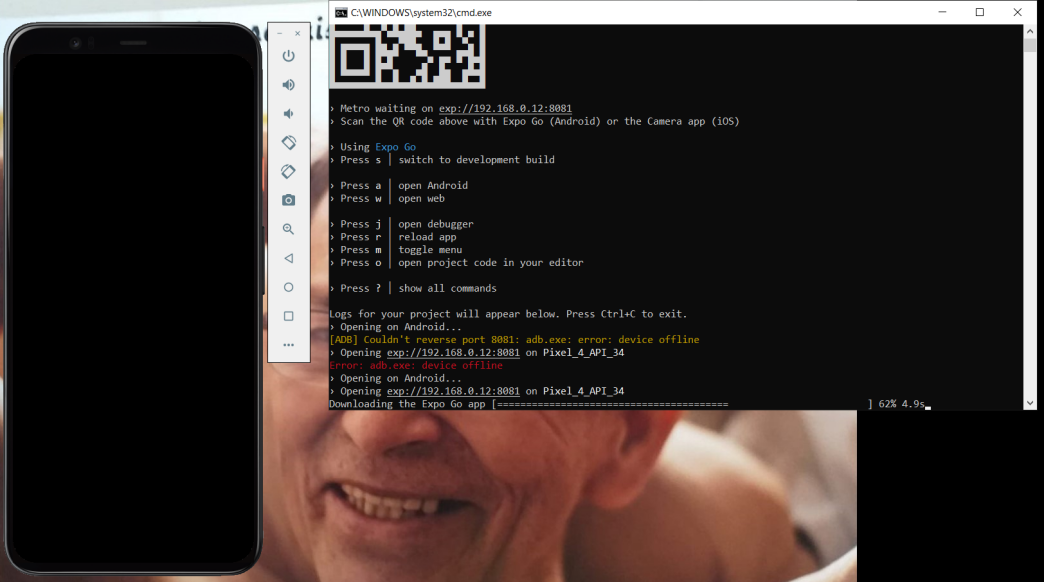 C:\WINDOWS\system32\cmd.exe
› Metro waiting on exp://192.168.0.12:8081
› Scan the QR code above with Expo Go (Android) or the Camera app (iOS)
› Using Expo Go
› Press s │ switch to development build
› Press a │ open Android
› Press w │ open web
› Press j │ open debugger
› Press r │ reload app
› Press m │ toggle menu
› Press o │ open project code in your editor
› Press ? │ show all commands
Logs for your project will appear below. Press Ctrl+C to exit.
› Opening on Android...
[ADB] Couldn't reverse port 8081: adb.exe: error: device offline
› Opening exp://192.168.0.12:8081 on Pixel_4_API_34
Error: adb.exe: device offline
› Opening on Android...
› Opening exp://192.168.0.12:8081 on Pixel_4_API_34
Downloading the Expo Go app [========================================                        ] 62% 4.9s